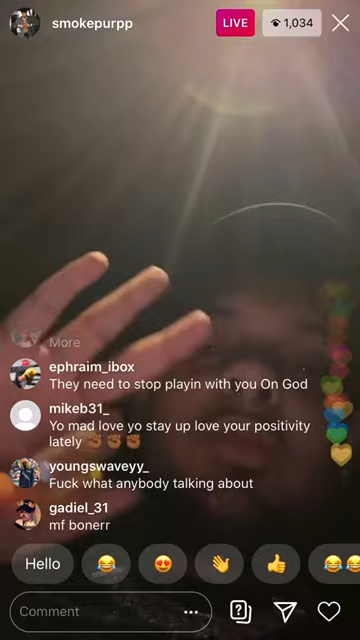 smokepurpp
LIVE
1,034
More
ephraim_ibox
They need to stop playin with you On God
mikeb31_
Yo mad love yo stay up love your positivity
lately ✊🏾✊🏾✊🏾
youngswaveyy_
Fuck what anybody talking about
gadiel_31
mf bonerr
Hello
Comment